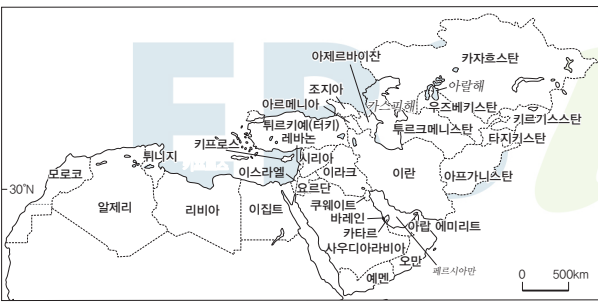 아제르바이잔
카자흐스탄
조지아
아랄해
아르메니아
카스피해
우즈베키스탄
튀르키예(터키)
투르크메니스탄
키르기스스탄
레바논
타지키스탄
키프로스
튀니지
시리아
모로코
이스라엘
이라크
이란
아프가니스탄
30°N
요르단
알제리
리비아
이집트
쿠웨이트
바레인
아랍 에미리트
카타르
사우디아라비아
오만
페르시아만
예멘
0 500km